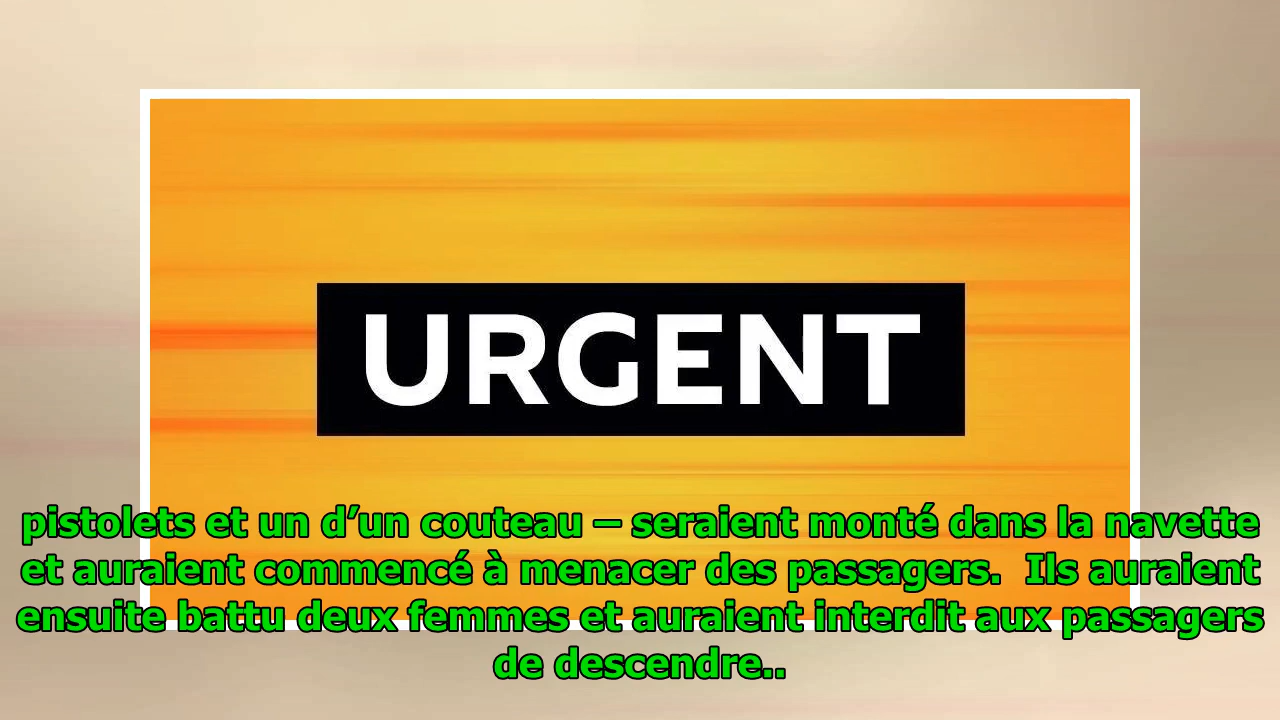 URGENT
pistolets et un d’un couteau – seraient monté dans la navette
et auraient commencé à menacer des passagers.  Ils auraient
ensuite battu deux femmes et auraient interdit aux passagers
de descendre..